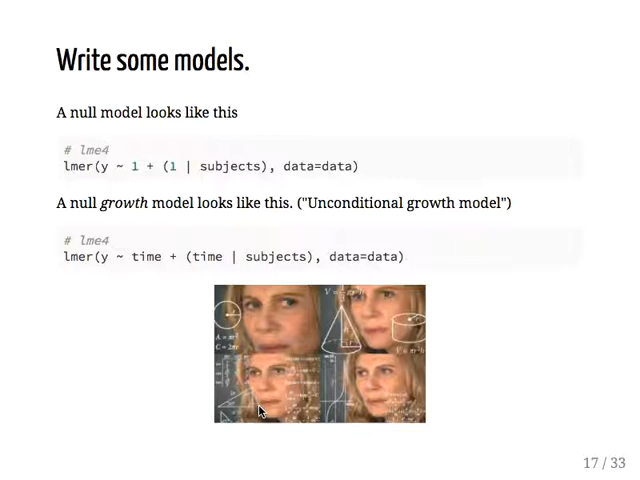 Write some models.
A null model looks like this
# lme4
lmer(y ~ 1 + (1 | subjects), data=data)
A null growth model looks like this. ("Unconditional growth model")
# lme4
lmer(y ~ time + (time | subjects), data=data)
17 / 33